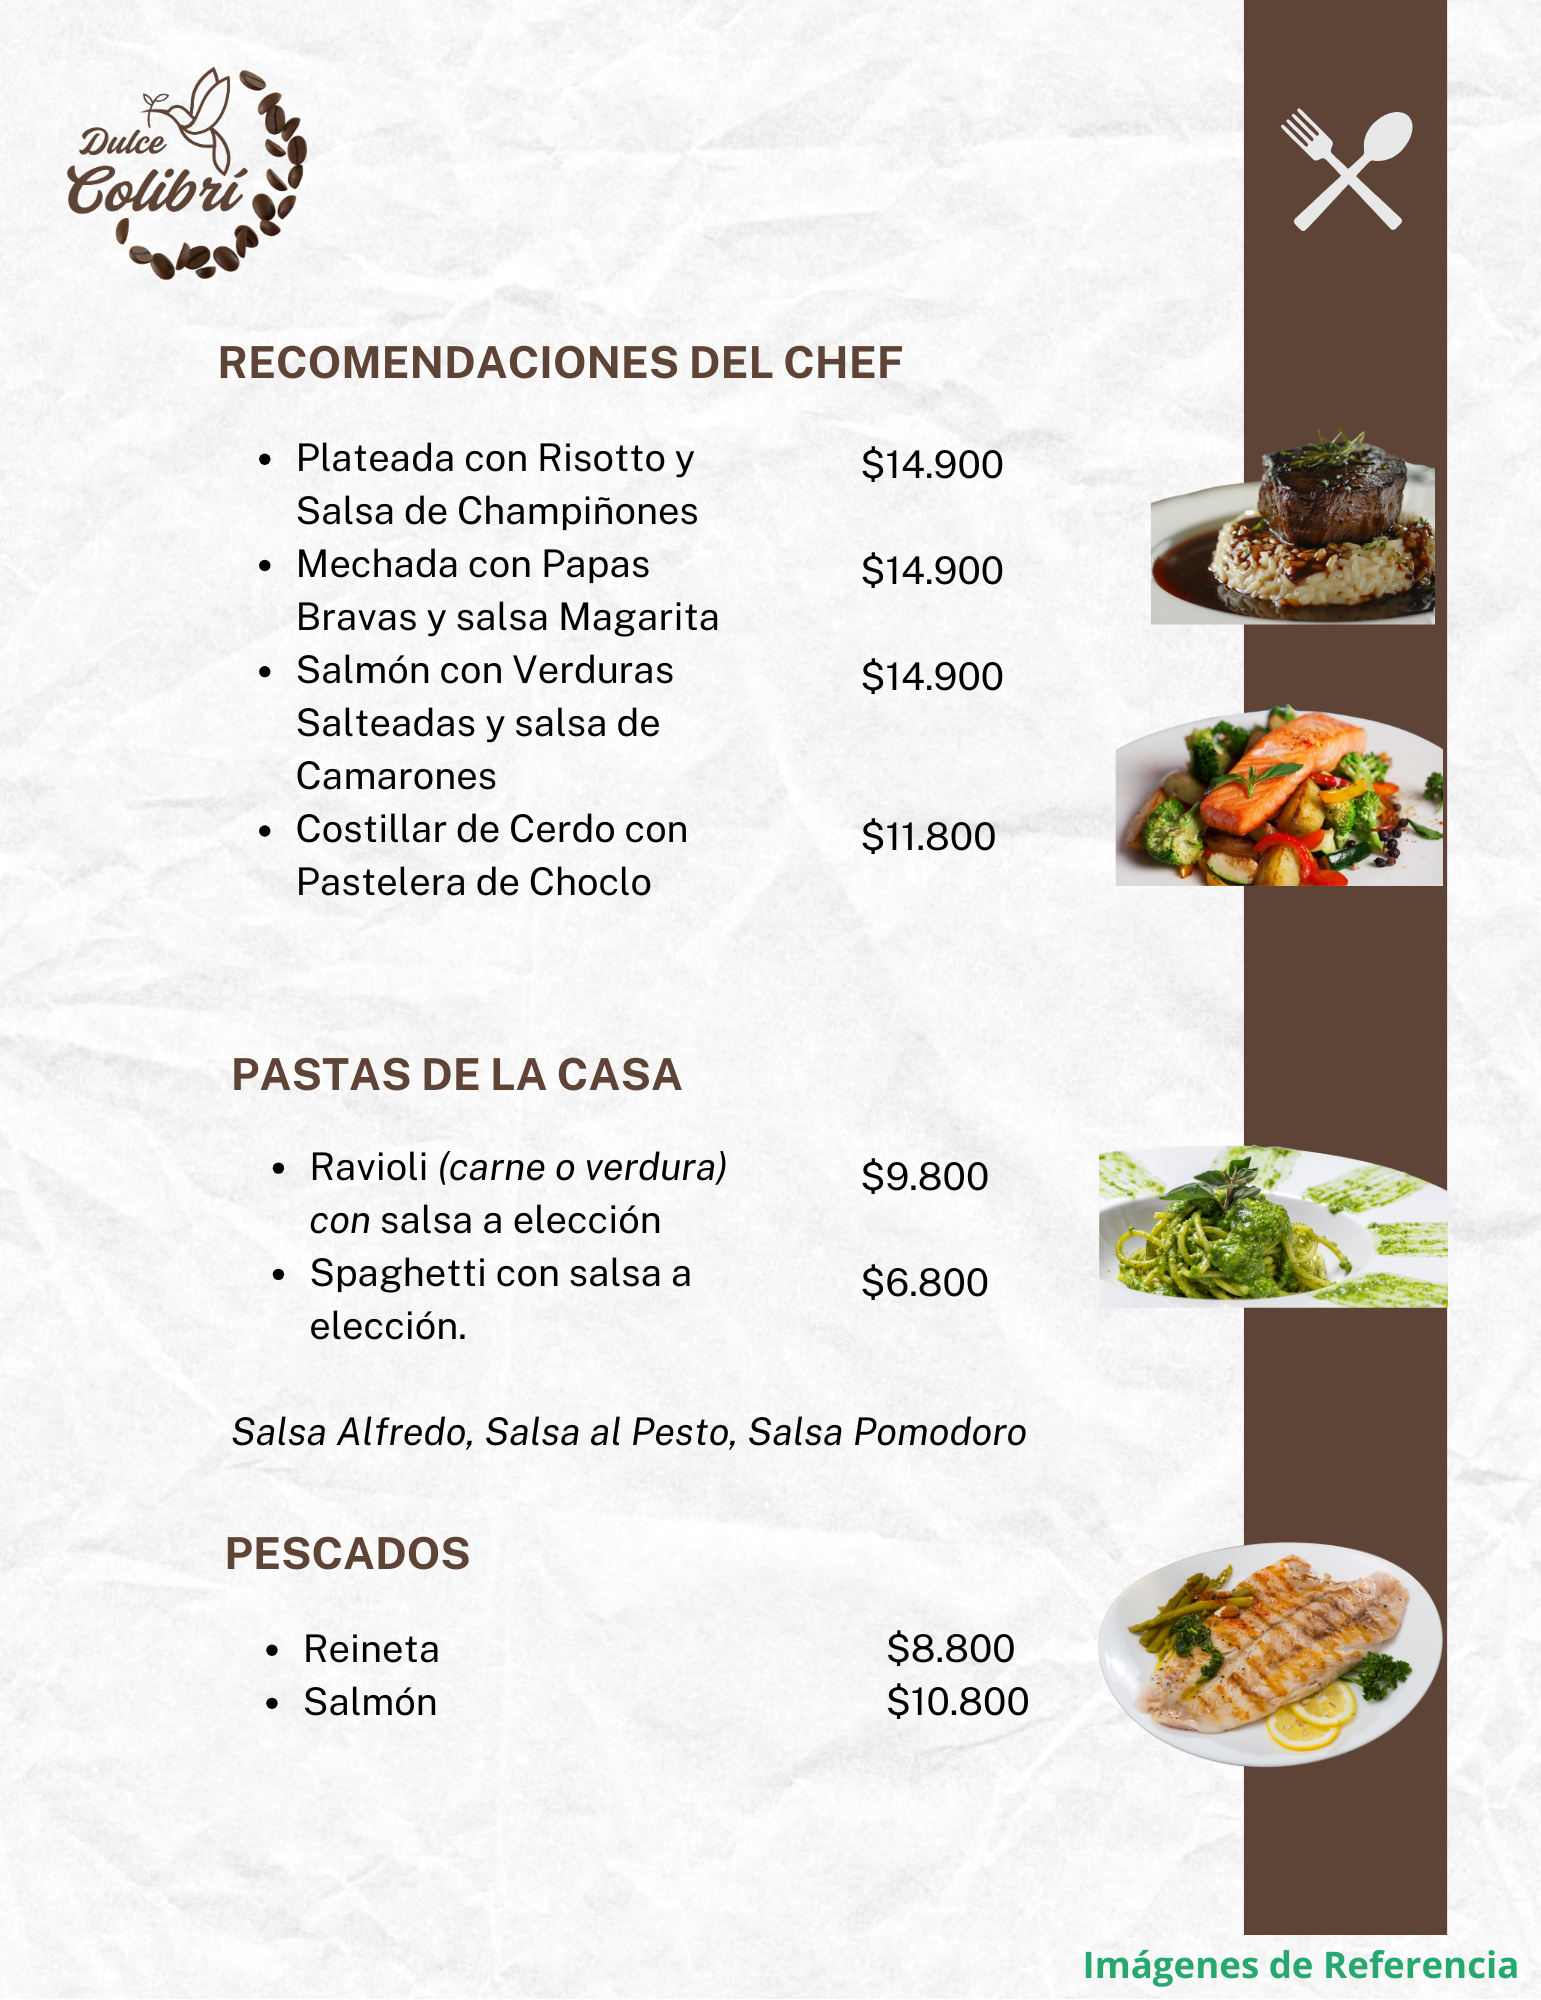 Dulce
Colibrí
RECOMENDACIONES DEL CHEF
• Plateada con Risotto y $14.900
Salsa de Champiñones
• Mechada con Papas $14.900
Bravas y salsa Magarita
• Salmón con Verduras $14.900
Salteadas y salsa de
Camarones
• Costillar de Cerdo con $11.800
Pastelera de Choclo
PASTAS DE LA CASA
• Ravioli (carne o verdura) $9.800
con salsa a elección
• Spaghetti con salsa a $6.800
elección.
Salsa Alfredo, Salsa al Pesto, Salsa Pomodoro
PESCADOS
• Reineta $8.800
• Salmón $10.800
Imágenes de Referencia